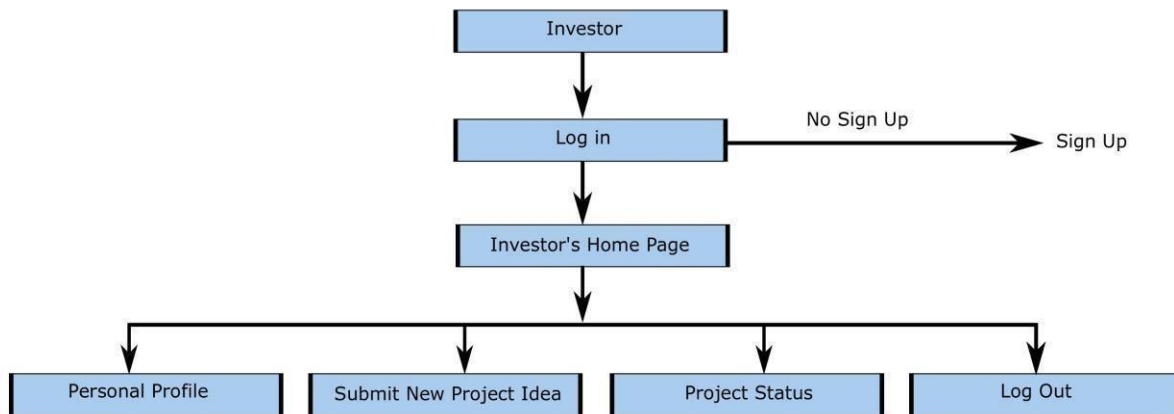 Investor
Log in
No Sign Up
Sign Up
Investor's Home Page
Personal Profile
Submit New Project Idea
Project Status
Log Out